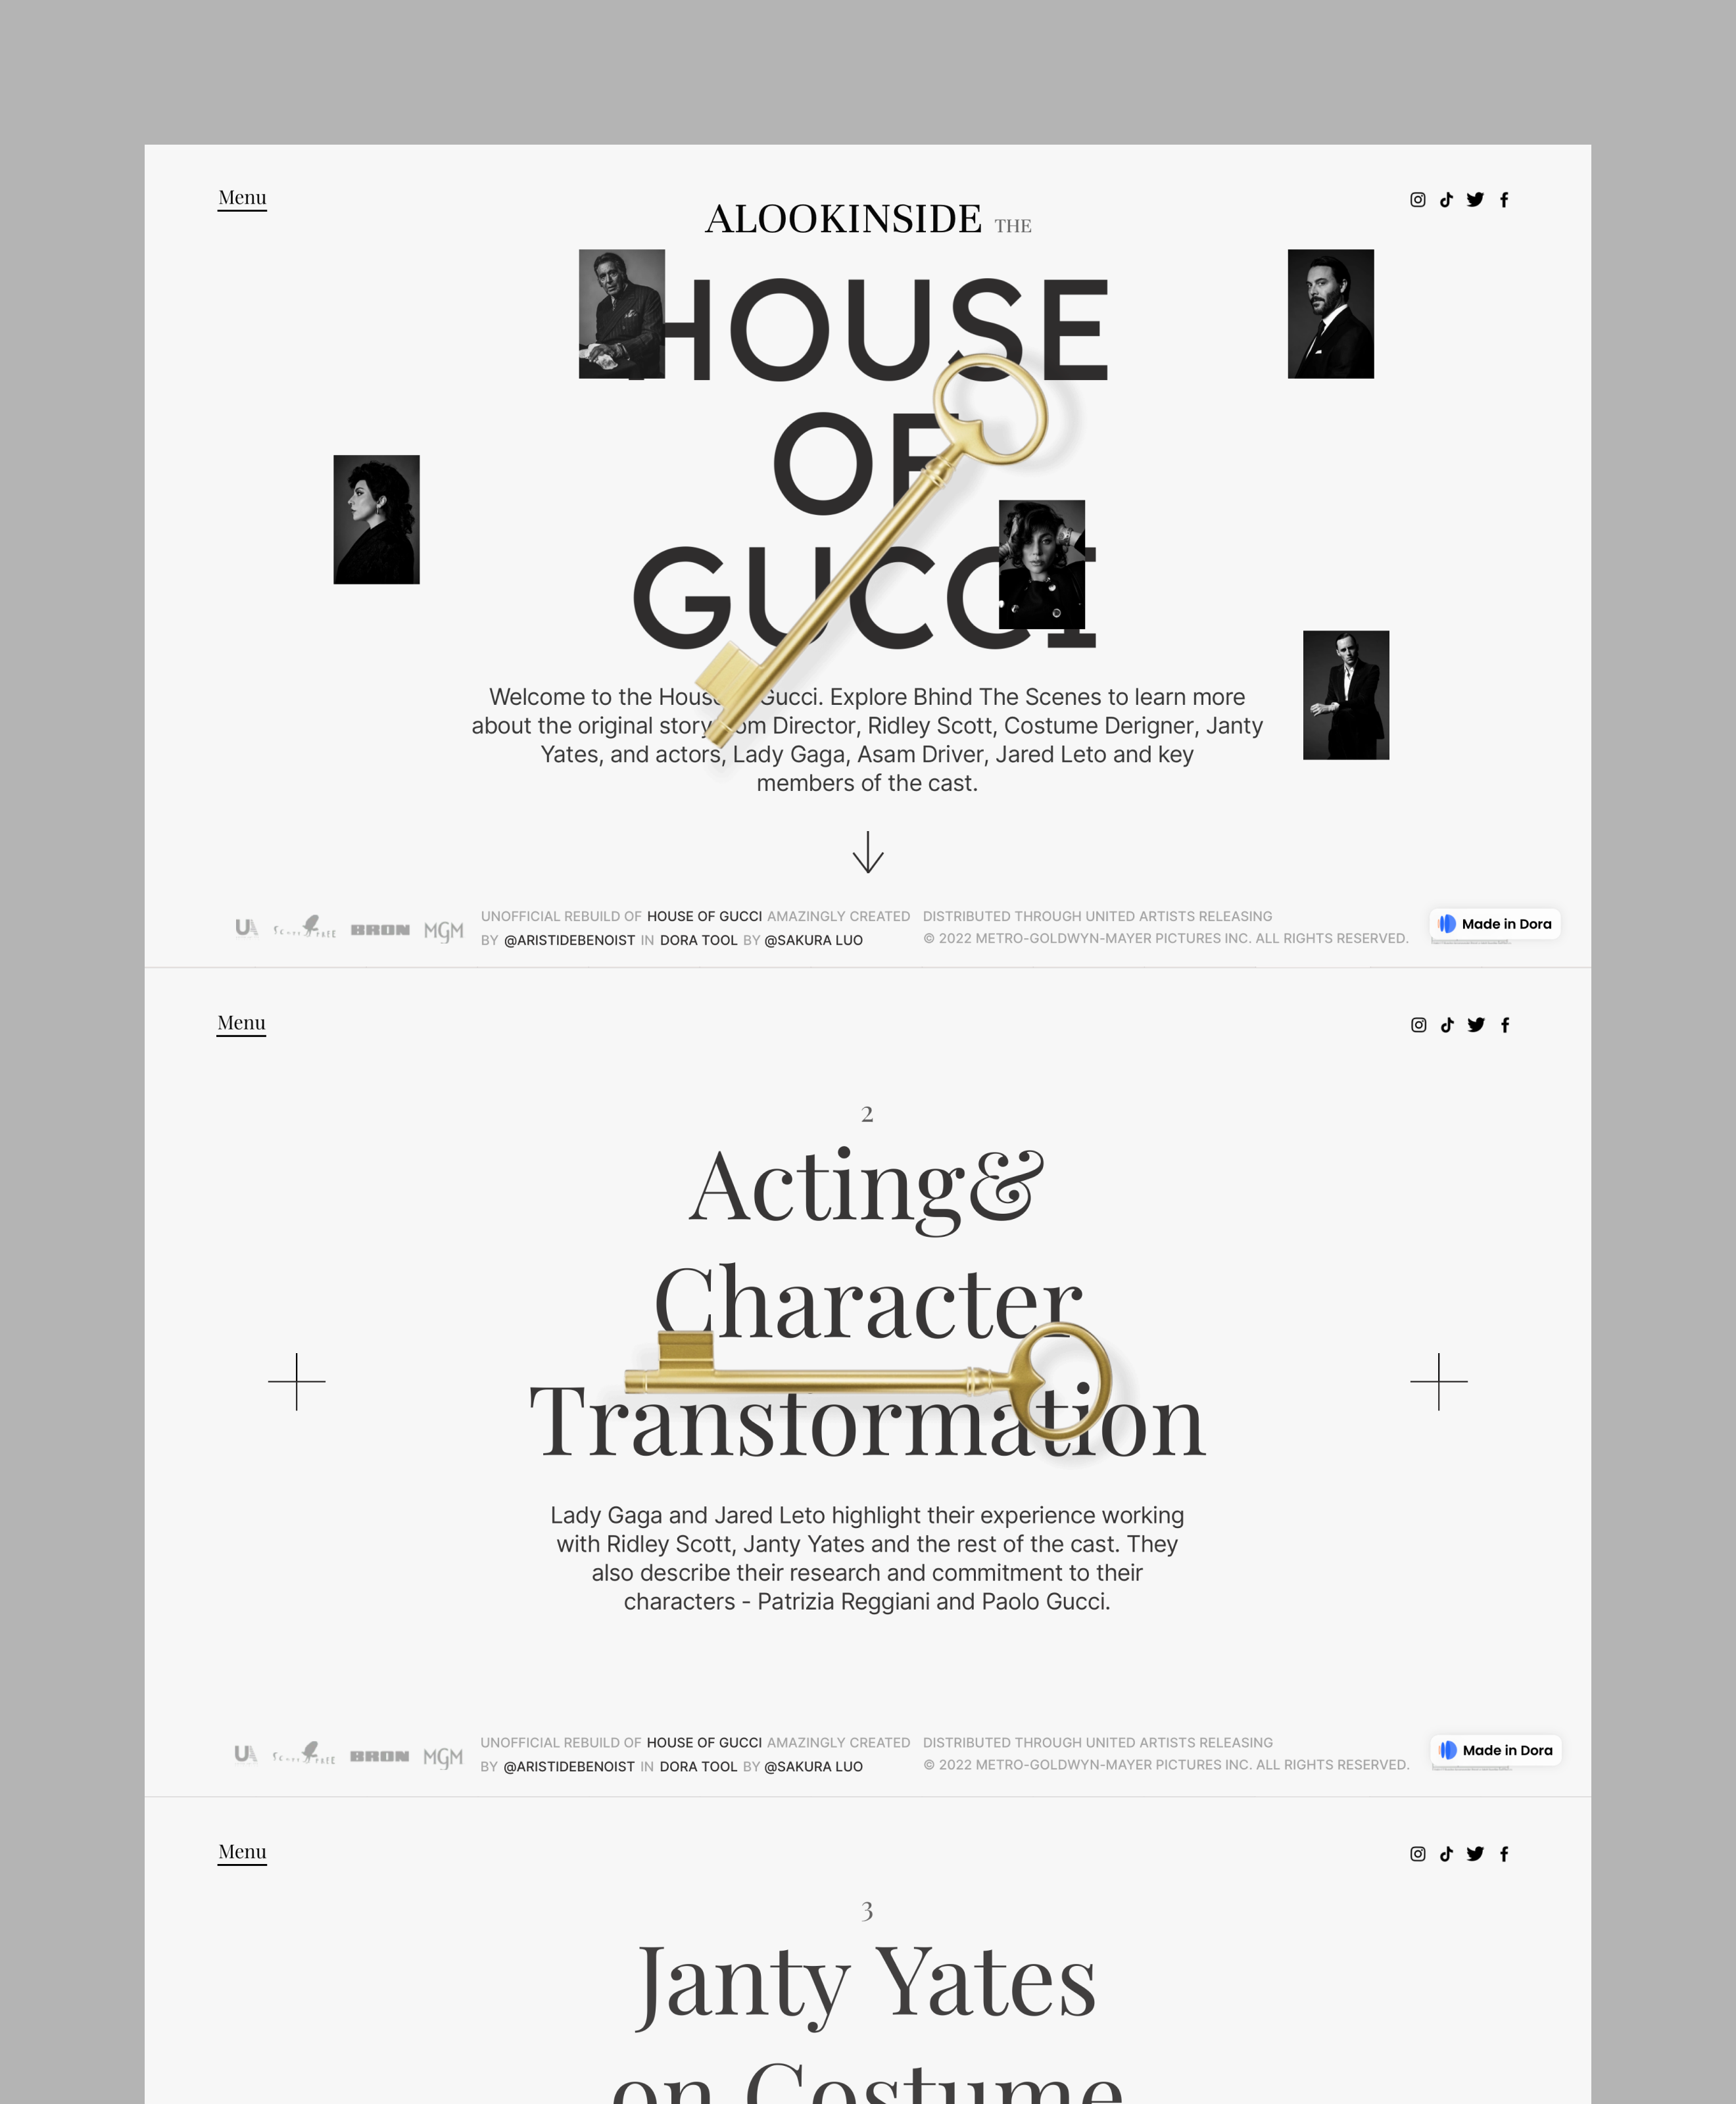 Menu
ALOOKINSIDE THE
HOUSE
OF
GUCCI
Welcome to the House Gucci. Explore Bhind The Scenes to learn more
about the original story Director, Ridley Scott, Costume Derigner, Janty
Yates, and actors, Lady Gaga, Asam Driver, Jared Leto and key
members of the cast.
UA
BRON
MGM
UNOFFICIAL REBUILD OF HOUSE OF GUCCI AMAZINGLY CREATED
BY @ARISTIDEBENOIST IN DORA TOOL BY @SAKURA LUO
DISTRIBUTED THROUGH UNITED ARTISTS RELEASING
© 2022 METRO-GOLDWYN-MAYER PICTURES INC. ALL RIGHTS RESERVED.
Made in Dora
Menu
2
Acting&
Character
Transformation
Lady Gaga and Jared Leto highlight their experience working
with Ridley Scott, Janty Yates and the rest of the cast. They
also describe their research and commitment to their
characters - Patrizia Reggiani and Paolo Gucci.
UA
BRON
MGM
UNOFFICIAL REBUILD OF HOUSE OF GUCCI AMAZINGLY CREATED
BY @ARISTIDEBENOIST IN DORA TOOL BY @SAKURA LUO
DISTRIBUTED THROUGH UNITED ARTISTS RELEASING
© 2022 METRO-GOLDWYN-MAYER PICTURES INC. ALL RIGHTS RESERVED.
Made in Dora
Menu
3
Janty Yates
on Costume